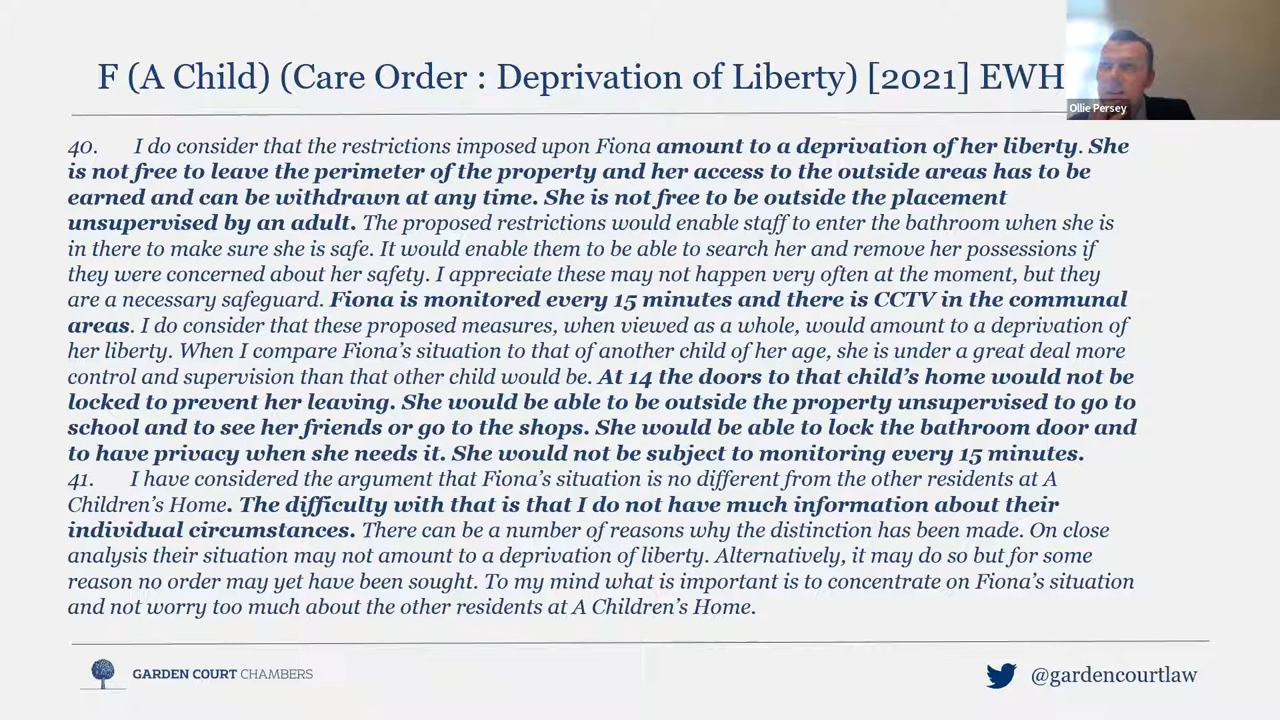 F (A Child) (Care Order : Deprivation of Liberty) [2021] EWH
Ollie Persey
40. I do consider that the restrictions imposed upon Fiona amount to a deprivation of her liberty. She
is not free to leave the perimeter of the property and her access to the outside areas has to be
earned and can be withdrawn at any time. She is not free to be outside the placement
unsupervised by an adult. The proposed restrictions would enable staff to enter the bathroom when she is
in there to make sure she is safe. It would enable them to be able to search her and remove her possessions if
they were concerned about her safety. I appreciate these may not happen very often at the moment, but they
are a necessary safeguard. Fiona is monitored every 15 minutes and there is CCTV in the communal
areas. I do consider that these proposed measures, when viewed as a whole, would amount to a deprivation of
her liberty. When I compare Fiona's situation to that of another child of her age, she is under a great deal more
control and supervision than that other child would be. At 14 the doors to that child's home would not be
locked to prevent her leaving. She would be able to be outside the property unsupervised to go to
school and to see her friends or go to the shops. She would be able to lock the bathroom door and
to have privacy when she needs it. She would not be subject to monitoring every 15 minutes.
41. I have considered the argument that Fiona's situation is no different from the other residents at A
Children's Home. The difficulty with that is that I do not have much information about their
individual circumstances. There can be a number of reasons why the distinction has been made. On close
analysis their situation may not amount to a deprivation of liberty. Alternatively, it may do so but for some
reason no order may yet have been sought. To my mind what is important is to concentrate on Fiona's situation
and not worry too much about the other residents at A Children's Home.
GARDEN COURT CHAMBERS
@gardencourtlaw